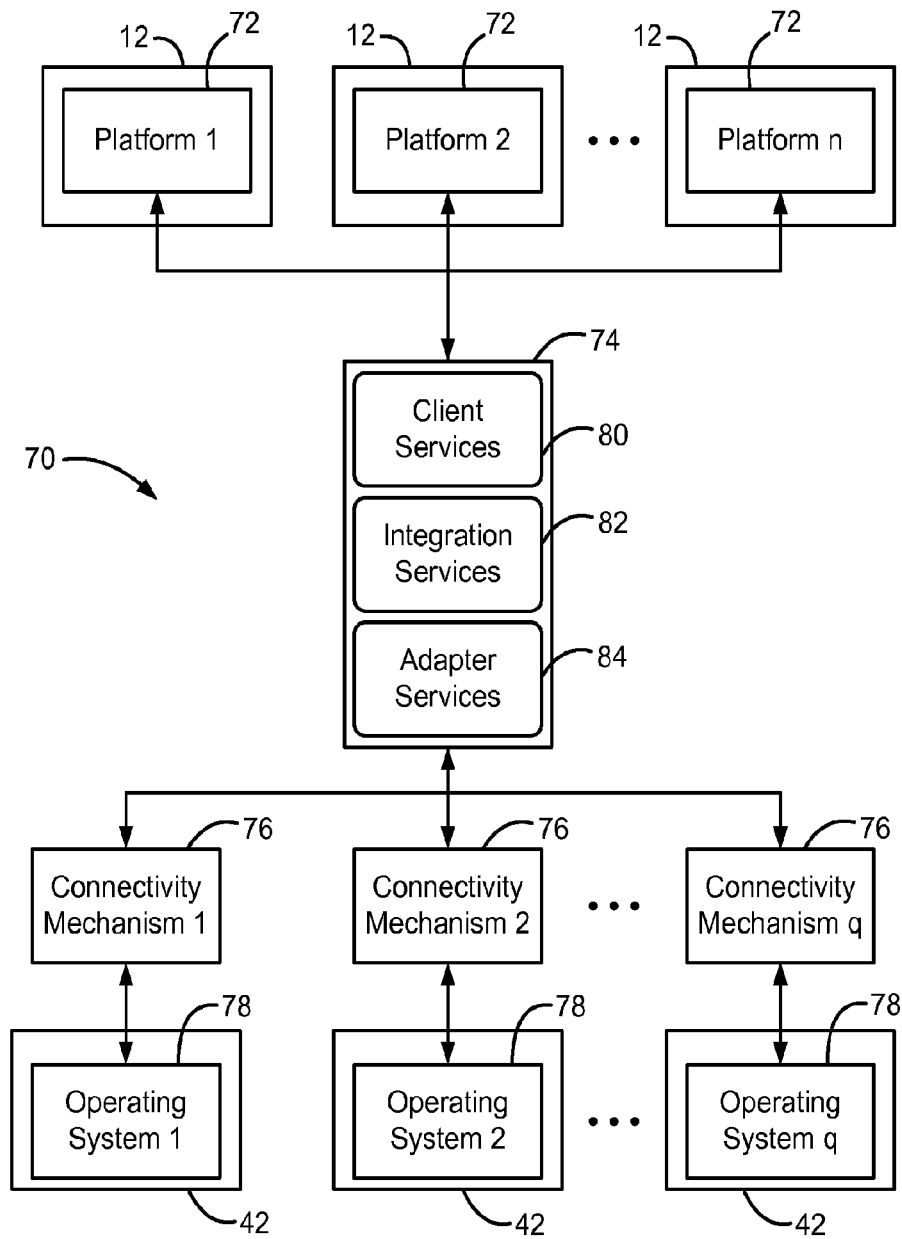 12
72
12
72
12
72
Platform 1
Platform 2
• • •
Platform n
74
Client
Services
80
70
Integration
Services
82
Adapter
Services
84
76
76
76
Connectivity
Mechanism 1
Connectivity
Mechanism 2
• • •
Connectivity
Mechanism q
78
78
78
Operating
System 1
Operating
System 2
• • •
Operating
System q
42
42
42